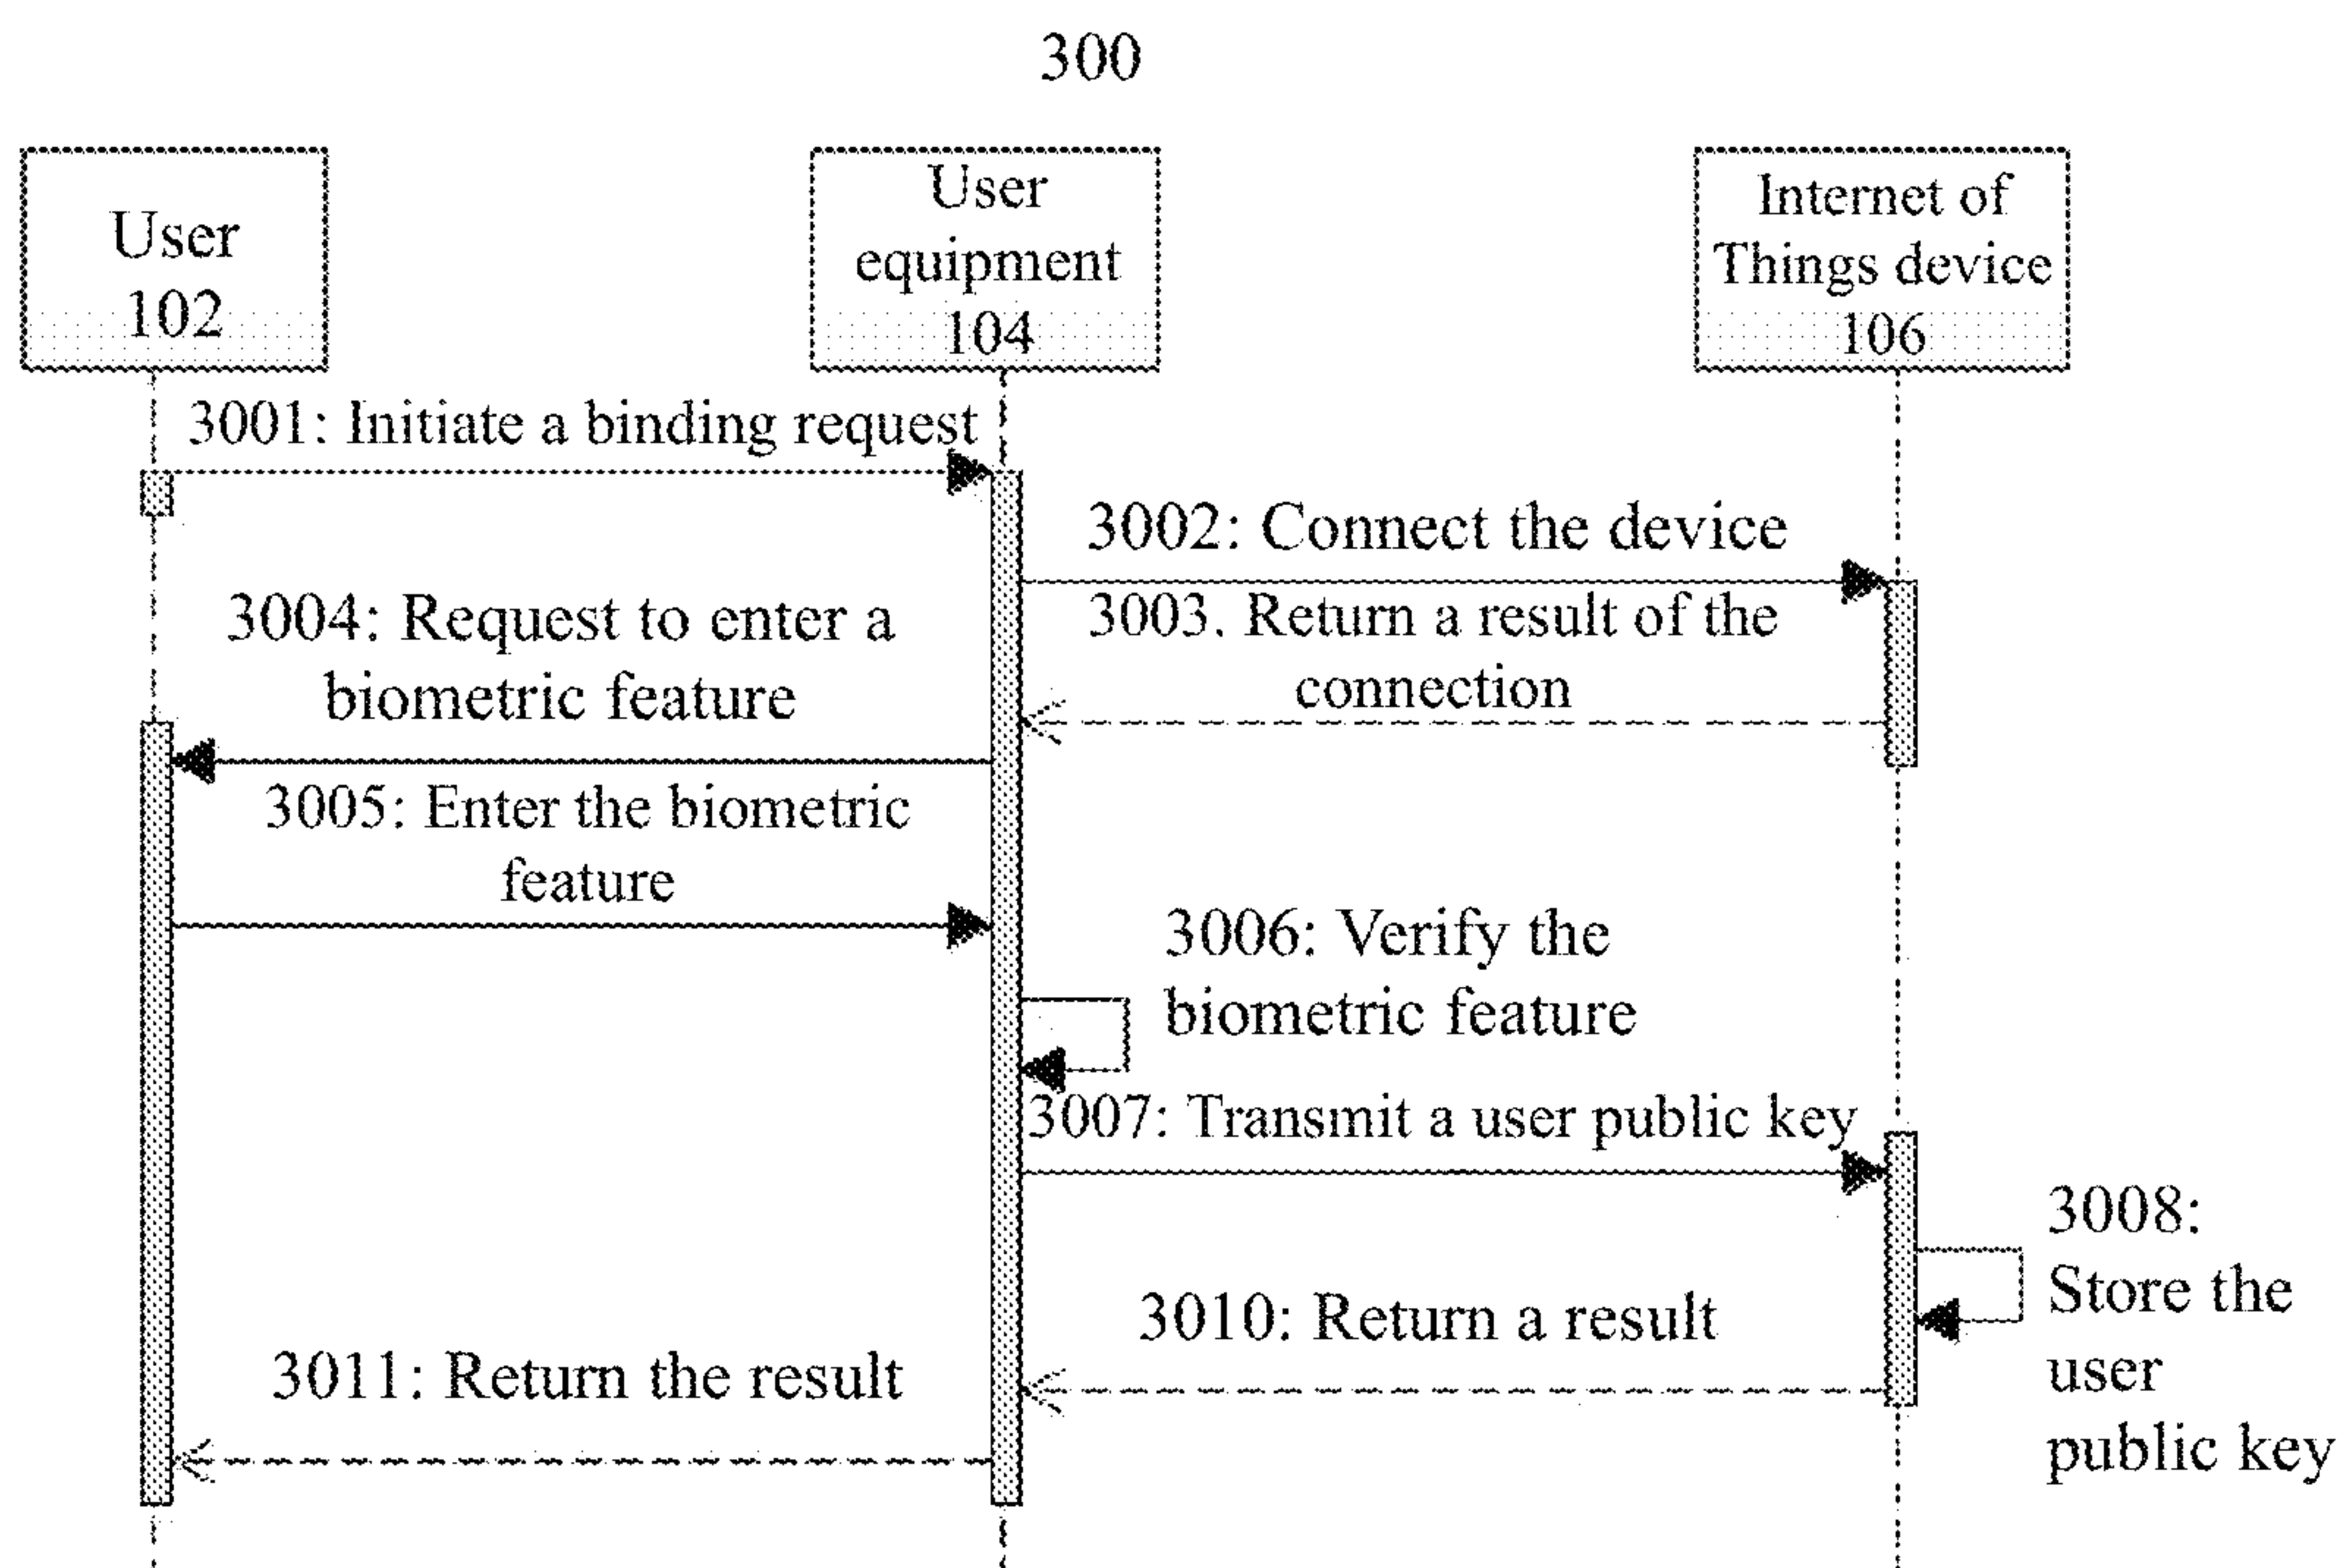 300
User
102
User
equipment
104
Internet of
Things device
106
3001: Initiate a binding request
3002: Connect the device
3003. Return a result of the
connection
3004: Request to enter a
biometric feature
3005: Enter the biometric
feature
3006: Verify the
biometric feature
3007: Transmit a user public key
3008:
Store the
user
public key
3010: Return a result
3011: Return the result